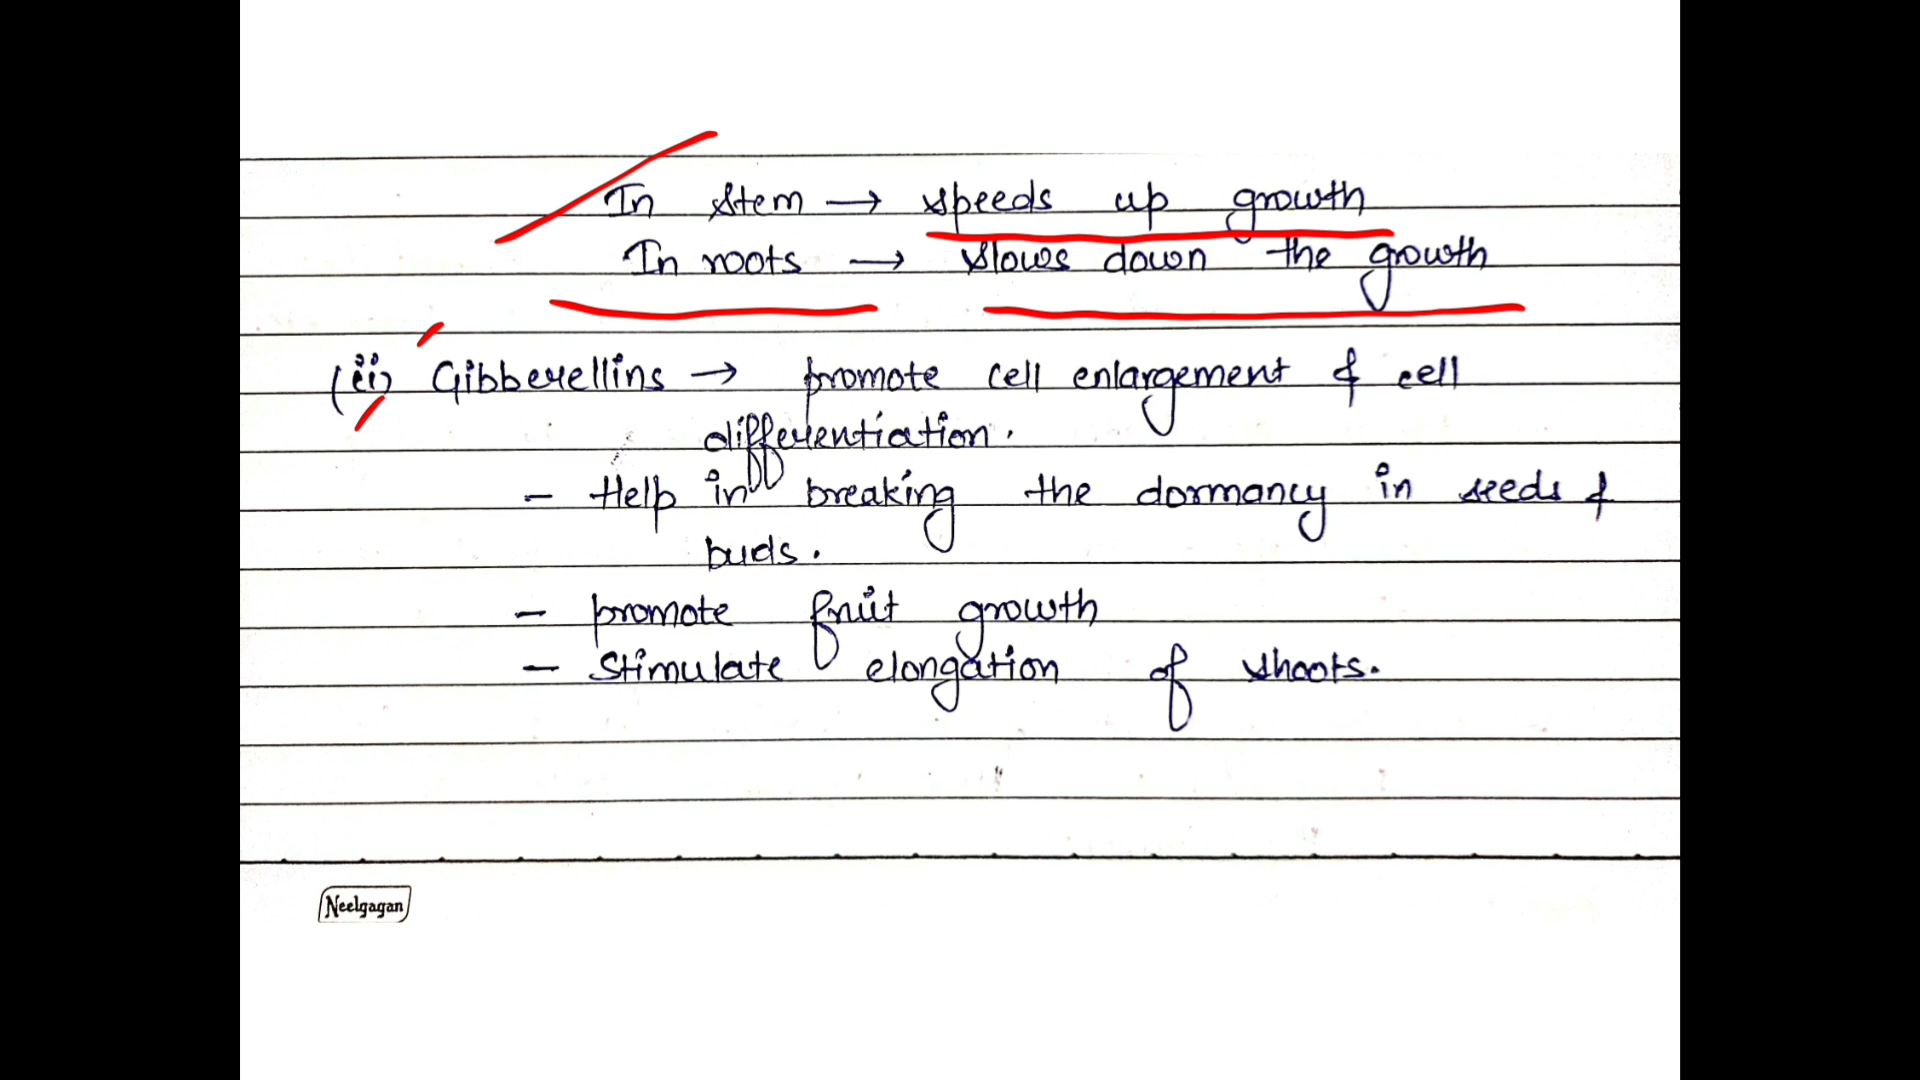 In stem → speeds up growth
In roots → slows down the growth
(ii) Gibberellins → promote cell enlargement & cell
differentiation.
- Help in breaking the dormancy in seeds &
buds.
- promote fruit growth
- Stimulate elongation of shoots.
Neelgagan